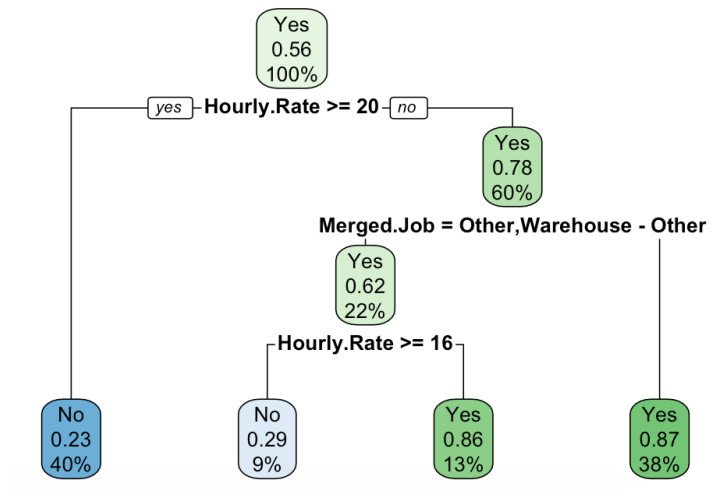 Yes
0.56
100%
yes Hourly.Rate >= 20 no
Yes
0.78
60%
Merged.Job = Other,Warehouse - Other
Yes
0.62
22%
Hourly.Rate >= 16
No
0.23
40%
No
0.29
9%
Yes
0.86
13%
Yes
0.87
38%